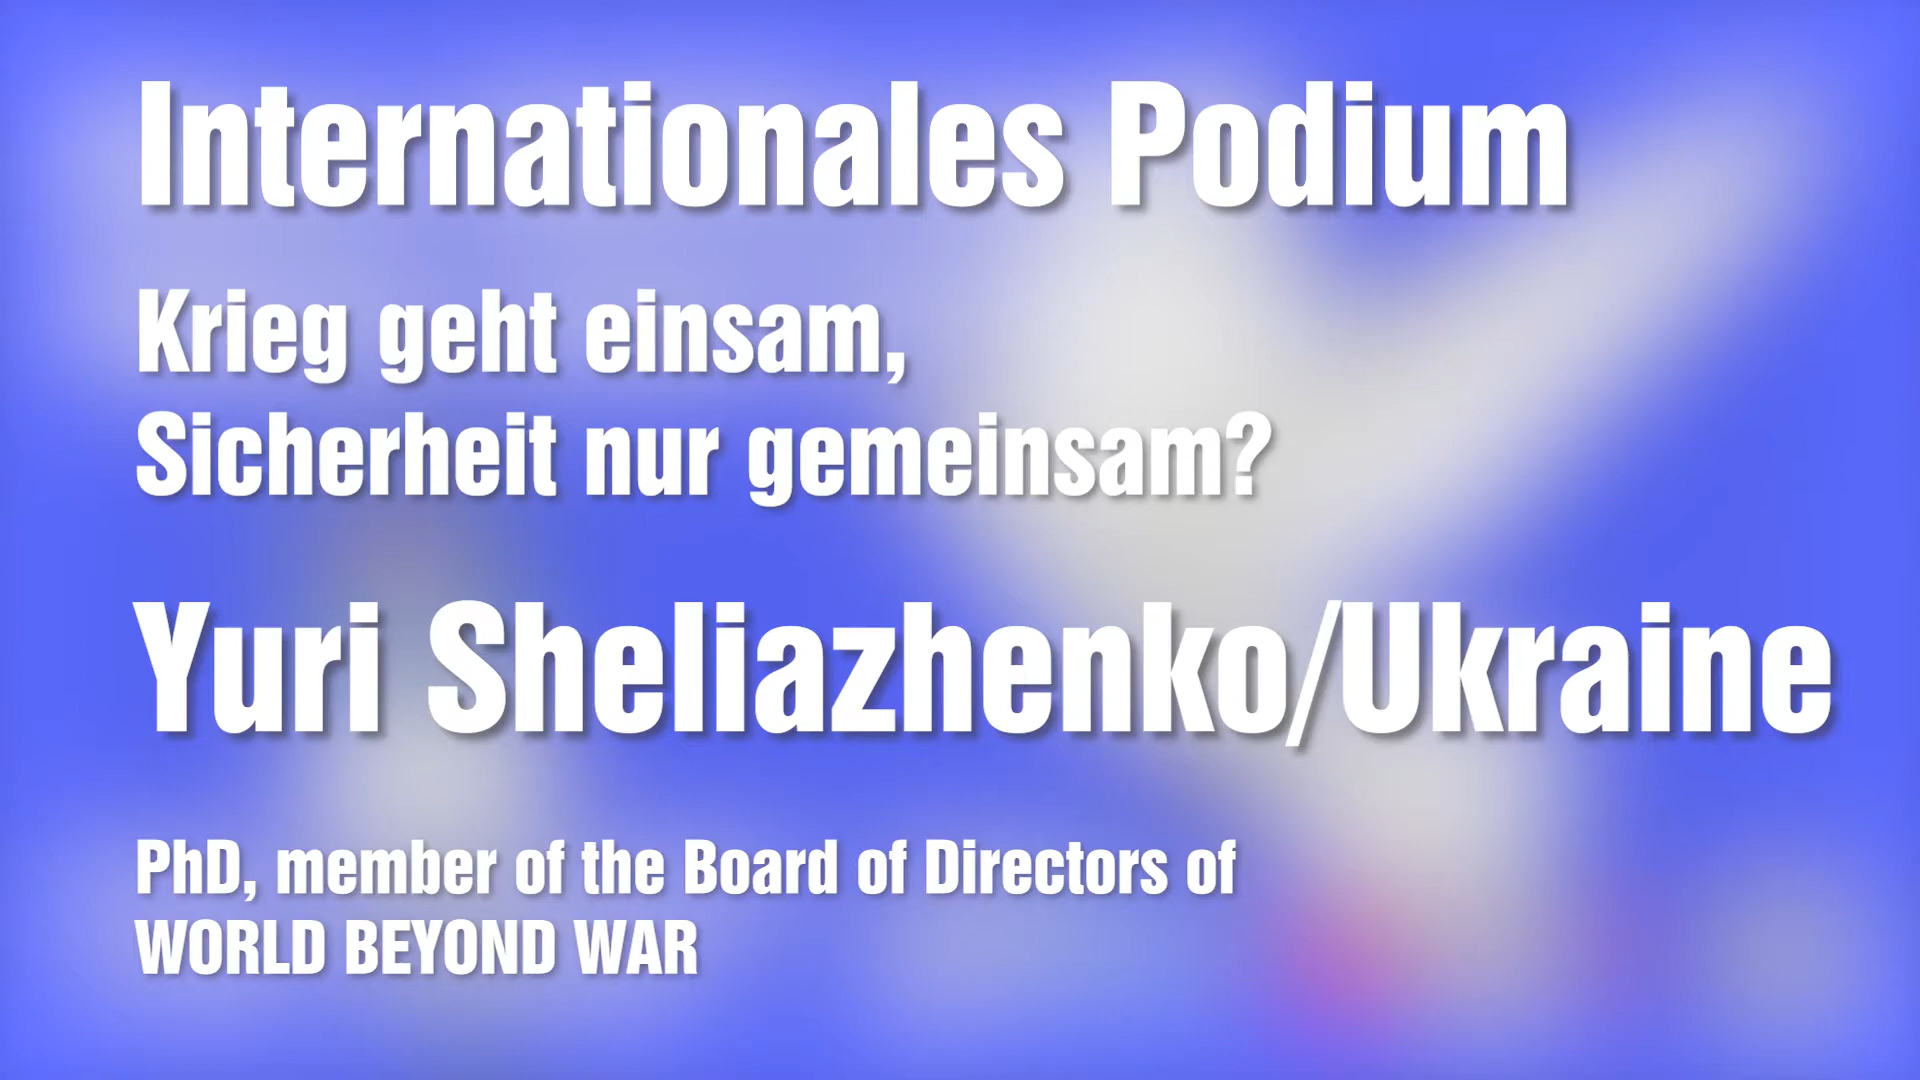 Internationales Podium
Krieg geht einsam,
Sicherheit nur gemeinsam?
Yuri Sheliazhenko/Ukraine
PhD, member of the Board of Directors of
WORLD BEYOND WAR